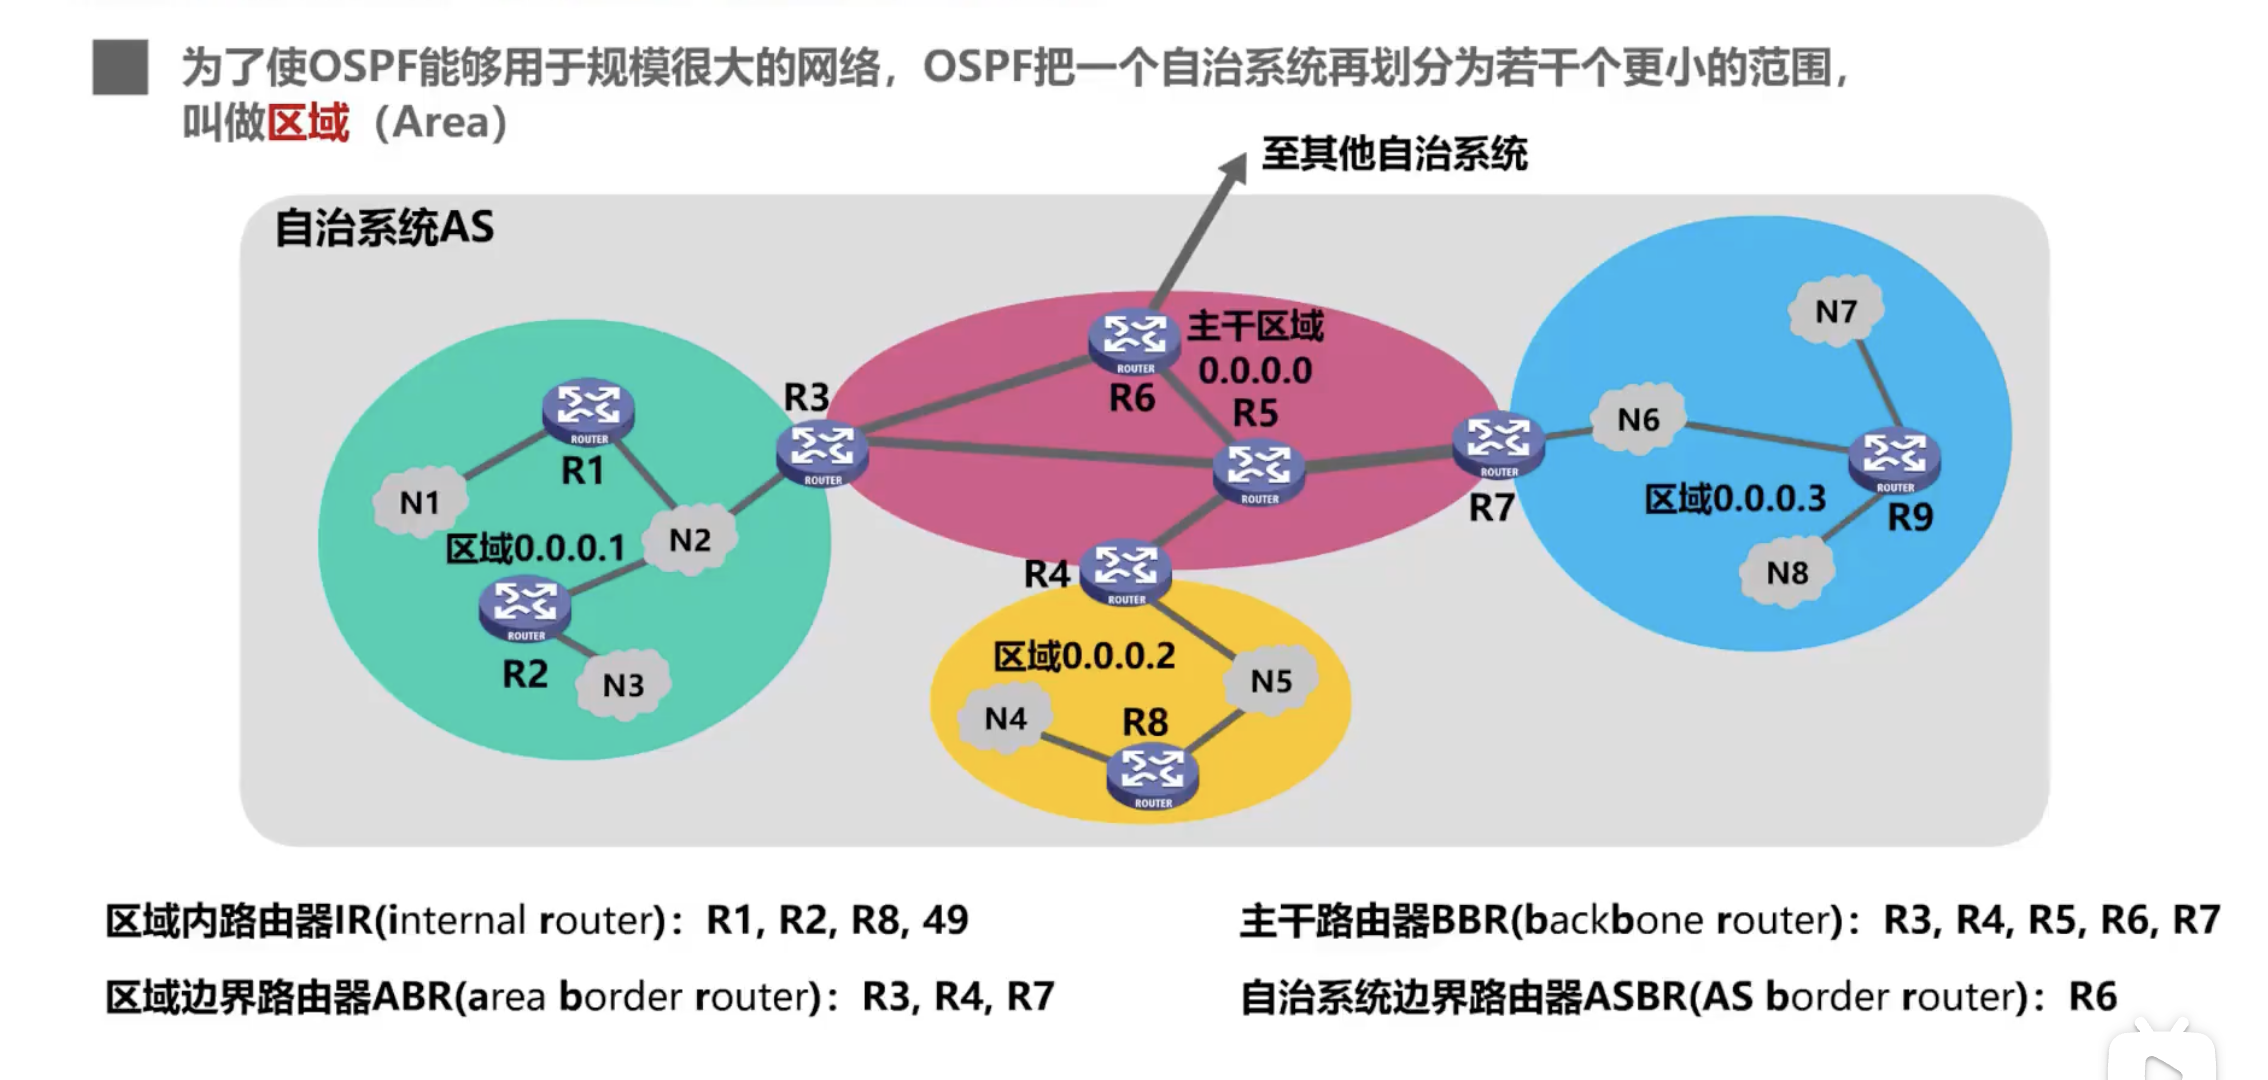 为了使OSPF能够用于规模很大的网络，OSPF把一个自治系统再划分为若干个更小的范围，
叫做区域（Area）
至其他自治系统
自治系统AS
N7
主干区域
ROUTER
0.0.0.0
R3
R6
R5
N6
ROUTER
ROUTER
R1
ROUTER
ROUTER
ROUTER
ROUTER
N1
区域0.0.0.3
R7
R9
N2
区域0.0.0.1
R4
N8
ROUTER
ROUTER
区域0.0.0.2
R2
N3
N5
N4
R8
ROUTER
区域内路由器IR(internal router)：R1, R2, R8, 49
主干路由器BBR(backbone router)：R3, R4, R5, R6, R7
区域边界路由器ABR(area border router)：R3, R4, R7
自治系统边界路由器ASBR(AS border router)：R6